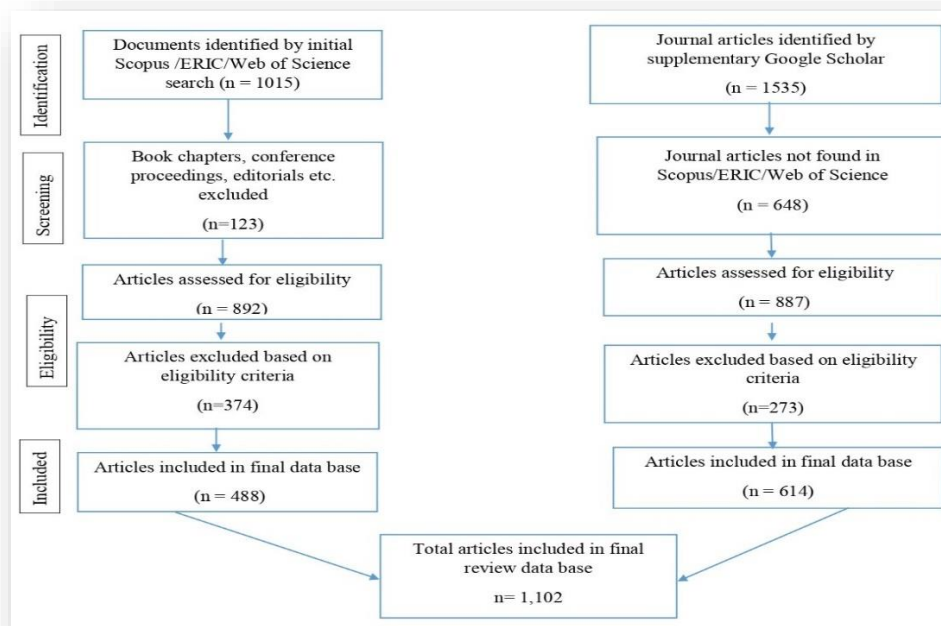 Identification
Documents identified by initial
Scopus /ERIC/Web of Science
search (n = 1015)
Journal articles identified by
supplementary Google Scholar
(n = 1535)
Screening
Book chapters, conference
proceedings, editorials etc.
excluded
(n=123)
Journal articles not found in
Scopus/ERIC/Web of Science
(n = 648)
Eligibility
Articles assessed for eligibility
(n = 892)
Articles assessed for eligibility
(n = 887)
Articles excluded based on
eligibility criteria
(n=374)
Articles excluded based on eligibility
criteria
(n=273)
Included
Articles included in final data base
(n = 488)
Articles included in final data base
(n = 614)
Total articles included in final
review data base
n= 1,102